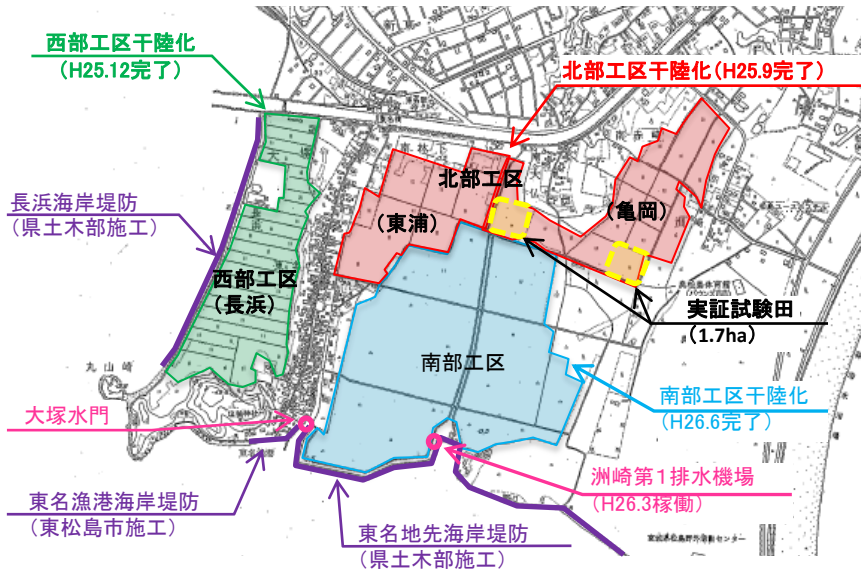 西部工区干陸化
（H25.12完了）
北部工区干陸化（H25.9完了）
長浜海岸堤防
（県土木部施工）
北部工区
（東浦）
（亀岡）
西部工区
（長浜）
実証試験田
（1.7ha）
丸山崎
南部工区
南部工区干陸化
（H26.6完了）
大塚水門
洲崎第１排水機場
（H26.3稼働）
東名漁港海岸堤防
（東松島市施工）
東名地先海岸堤防
（県土木部施工）